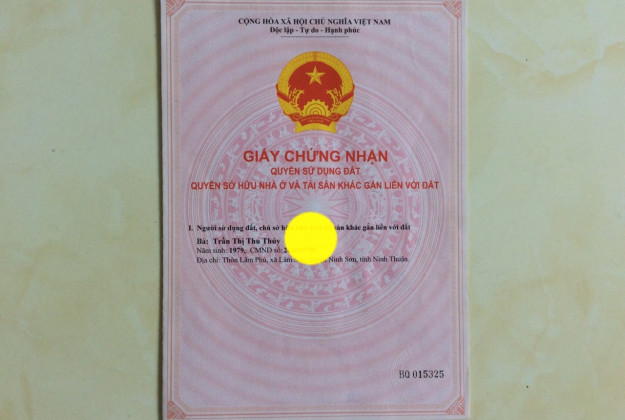 CỘNG HÒA XÃ HỘI CHỦ NGHĨA VIỆT NAM
Độc lập - Tự do - Hạnh phúc
GIẤY CHỨNG NHẬN
QUYỀN SỬ DỤNG ĐẤT
QUYỀN SỞ HỮU NHÀ Ở VÀ TÀI SẢN KHÁC GẮN LIỀN VỚI ĐẤT
I. Người sử dụng đất, chủ sở khác gắn liền với đất
Bà: Trần Thị Thu Thủy
Năm sinh: 1979, CMND số: 2
Địa chỉ: Thôn Lâm Phú, xã Ninh Sơn, tỉnh Ninh Thuận.
BQ 015325